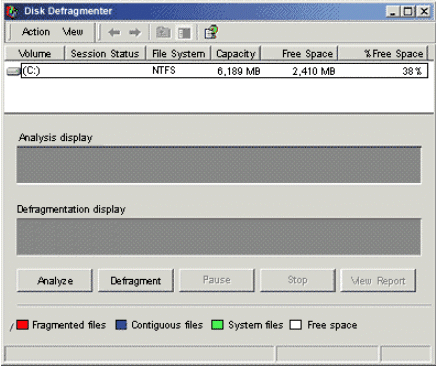 Disk Defragmenter
Action View
Volume Session Status File System Capacity Free Space % Free Space
(C:) NTFS 6,189 MB 2,410 MB 38 %
Analysis display
Defragmentation display
Analyze Defragment Pause Stop View Report
Fragmented files Contiguous files System files Free space